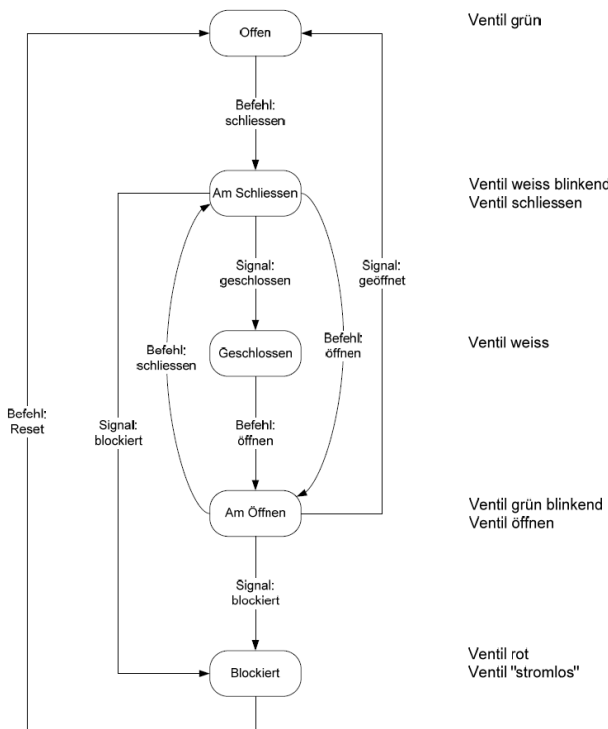 Offen
Ventil grün
Befehl:
schliessen
Am Schliessen
Ventil weiss blinkend
Ventil schliessen
Signal:
geschlossen
Signal:
geöffnet
Befehl:
schliessen
Geschlossen
Befehl:
öffnen
Ventil weiss
Befehl:
Reset
Signal:
blockiert
Befehl:
öffnen
Am Öffnen
Ventil grün blinkend
Ventil öffnen
Signal:
blockiert
Blockiert
Ventil rot
Ventil "stromlos"